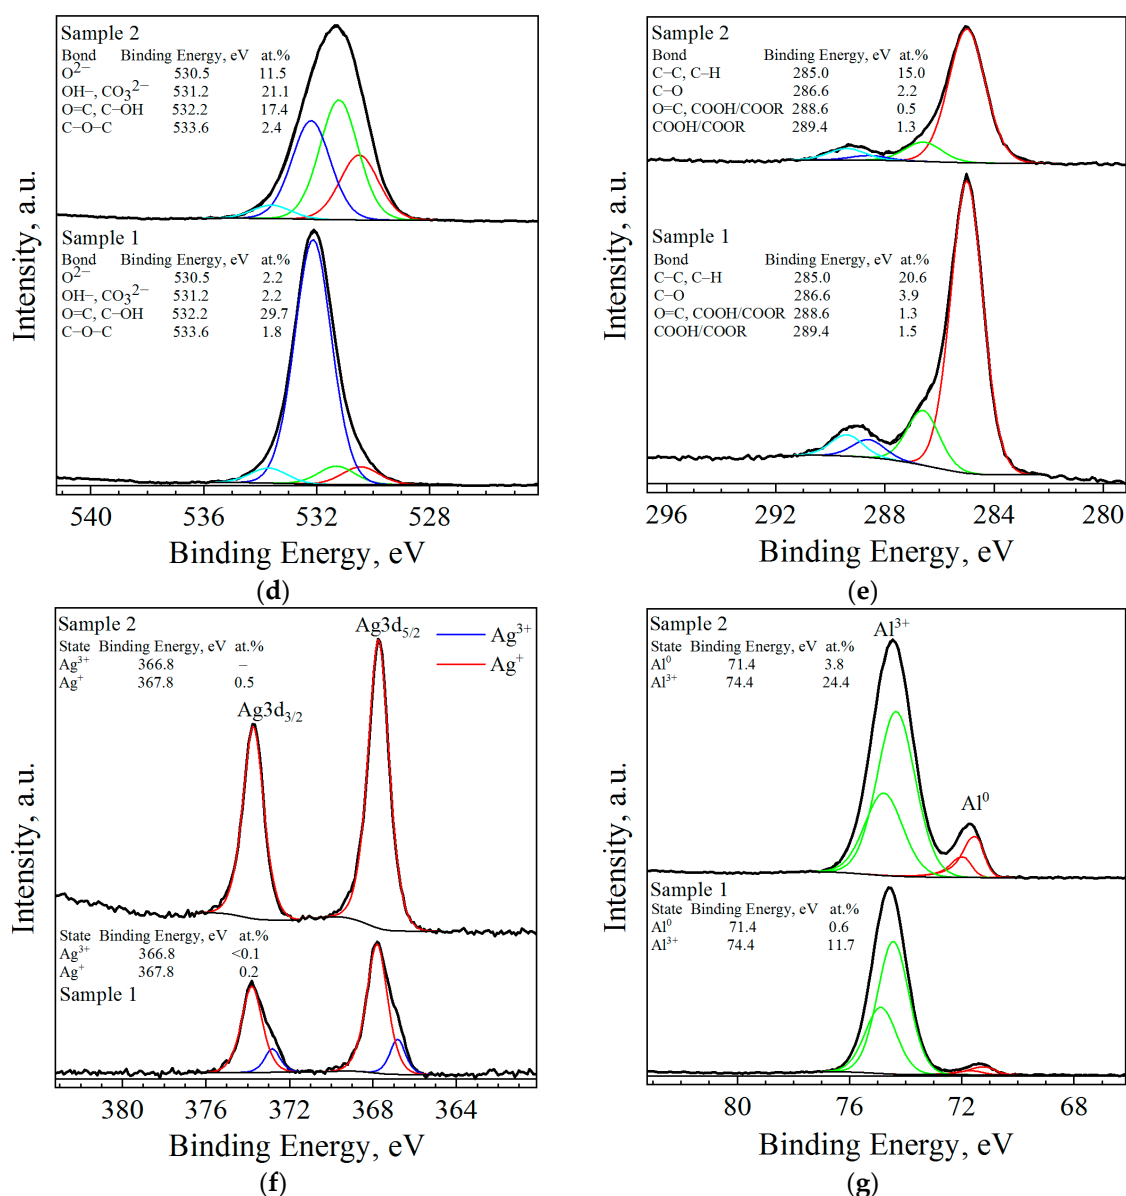 Sample 2
Bond Binding Energy, eV at.%
O2− 530.5 11.5
OH−, CO32− 531.2 21.1
O=C, C−OH 532.2 17.4
C−O−C 533.6 2.4
Sample 1
Bond Binding Energy, eV at.%
O2− 530.5 2.2
OH−, CO32− 531.2 2.2
O=C, C−OH 532.2 29.7
C−O−C 533.6 1.8
Intensity, a.u.
540 536 532 528
Binding Energy, eV
(d)
Sample 2
Bond Binding Energy, eV at.%
C−C, C−H 285.0 15.0
C−O 286.6 2.2
O=C, COOH/COOR 288.6 0.5
COOH/COOR 289.4 1.3
Sample 1
Bond Binding Energy, eV at.%
C−C, C−H 285.0 20.6
C−O 286.6 3.9
O=C, COOH/COOR 288.6 1.3
COOH/COOR 289.4 1.5
Intensity, a.u.
296 292 288 284 280
Binding Energy, eV
(e)
Sample 2
State Binding Energy, eV at.%
Ag3+ 366.8 –
Ag+ 367.8 0.5
Ag3d5/2
Ag3d3/2
Ag3+
Ag+
State Binding Energy, eV at.%
Ag3+ 366.8 <0.1
Ag+ 367.8 0.2
Sample 1
Intensity, a.u.
380 376 372 368 364
Binding Energy, eV
(f)
Sample 2
State Binding Energy, eV at.%
Al0 71.4 3.8
Al3+ 74.4 24.4
Al3+
Al0
Sample 1
State Binding Energy, eV at.%
Al0 71.4 0.6
Al3+ 74.4 11.7
Intensity, a.u.
80 76 72 68
Binding Energy, eV
(g)